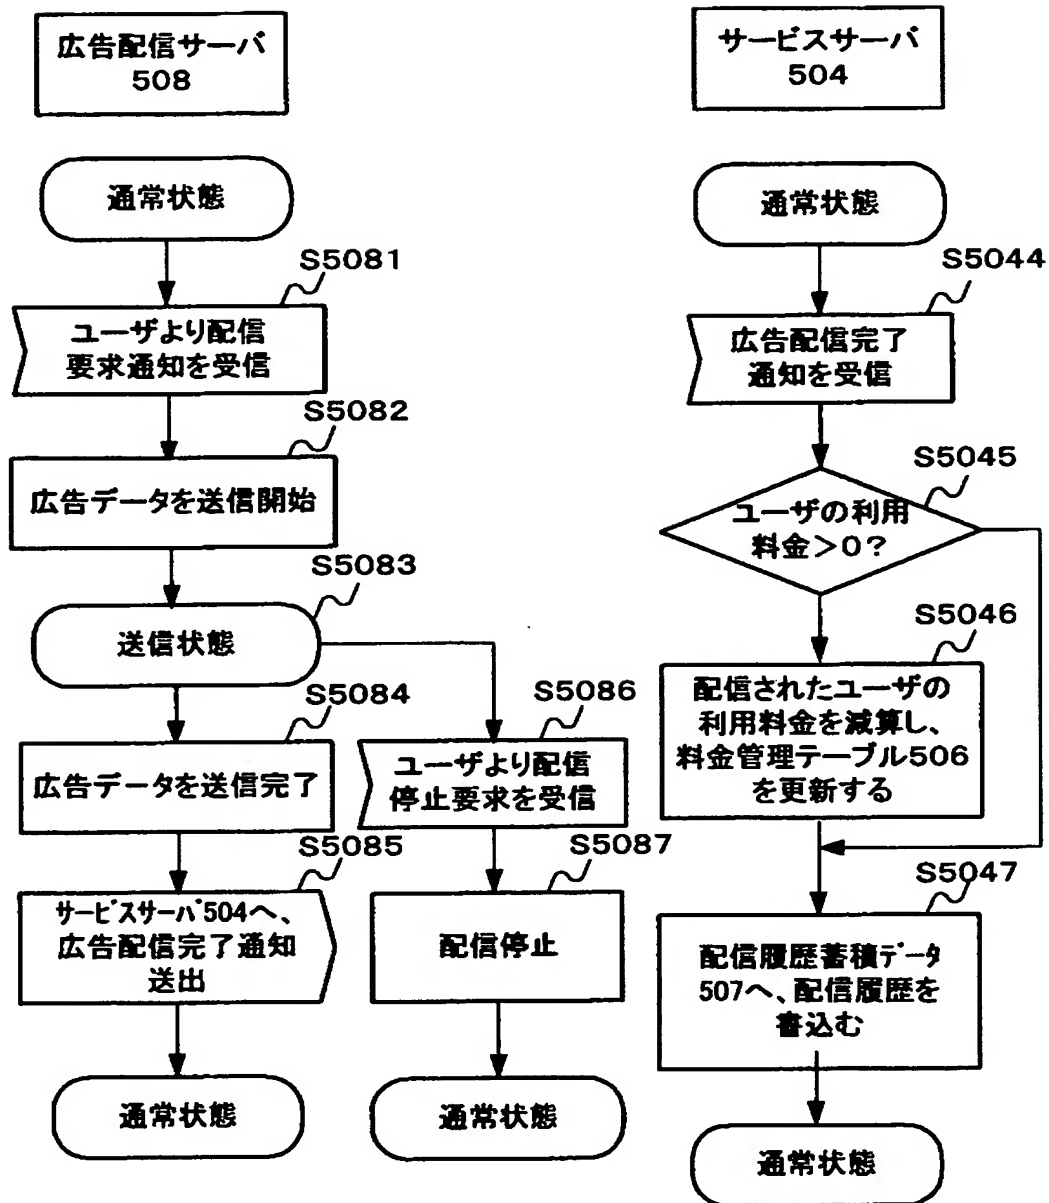 広告配信サーバ
508
通常状態
S5081
ユーザより配信
要求通知を受信
S5082
広告データを送信開始
S5083
送信状態
S5084
広告データを送信完了
S5085
サービスサーバ504へ、
広告配信完了通知
送出
通常状態
S5086
ユーザより配信
停止要求を受信
S5087
配信停止
通常状態
サービスサーバ
504
通常状態
S5044
広告配信完了
通知を受信
S5045
ユーザの利用
料金>0?
S5046
配信されたユーザの
利用料金を減算し、
料金管理テーブル506
を更新する
S5047
配信履歴蓄積データ
507へ、配信履歴を
書込む
通常状態